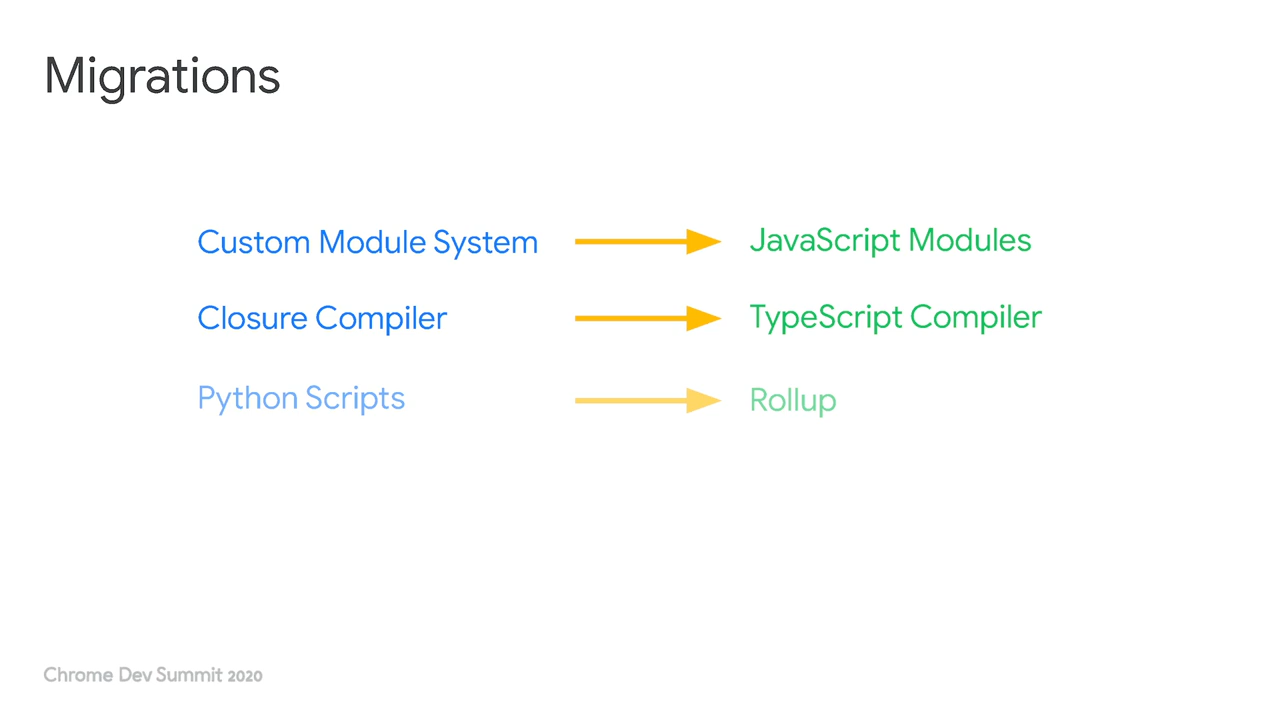 Migrations
Custom Module System
JavaScript Modules
Closure Compiler
TypeScript Compiler
Python Scripts
Rollup
Chrome Dev Summit 2020